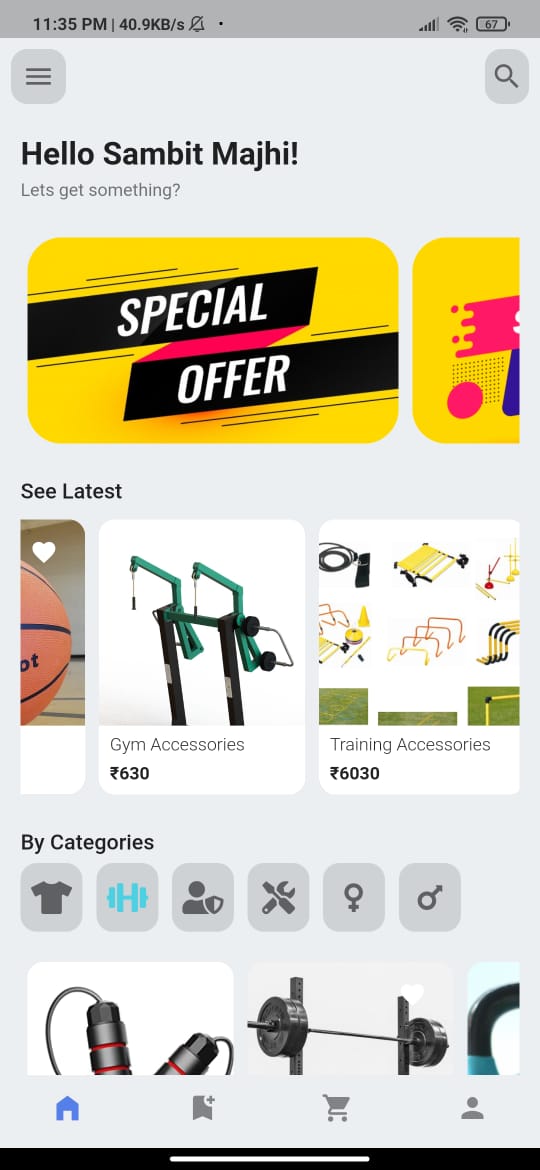 11:35 PM | 40.9KB/s
67
Hello Sambit Majhi!
Lets get something?
SPECIAL
OFFER
See Latest
ot
Gym Accessories
₹630
Training Accessories
₹6030
By Categories